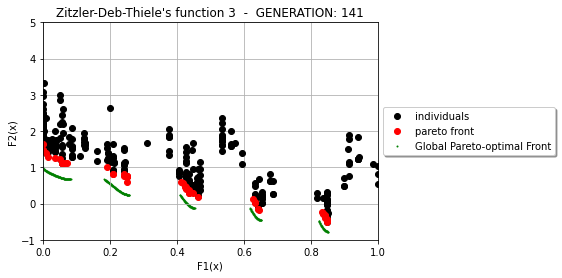 Zitzler-Deb-Thiele's function 3 - GENERATION: 141
5
4
3
2
1
0
−1
F2(x)
0.0 0.2 0.4 0.6 0.8 1.0
F1(x)
individuals
pareto front
Global Pareto-optimal Front